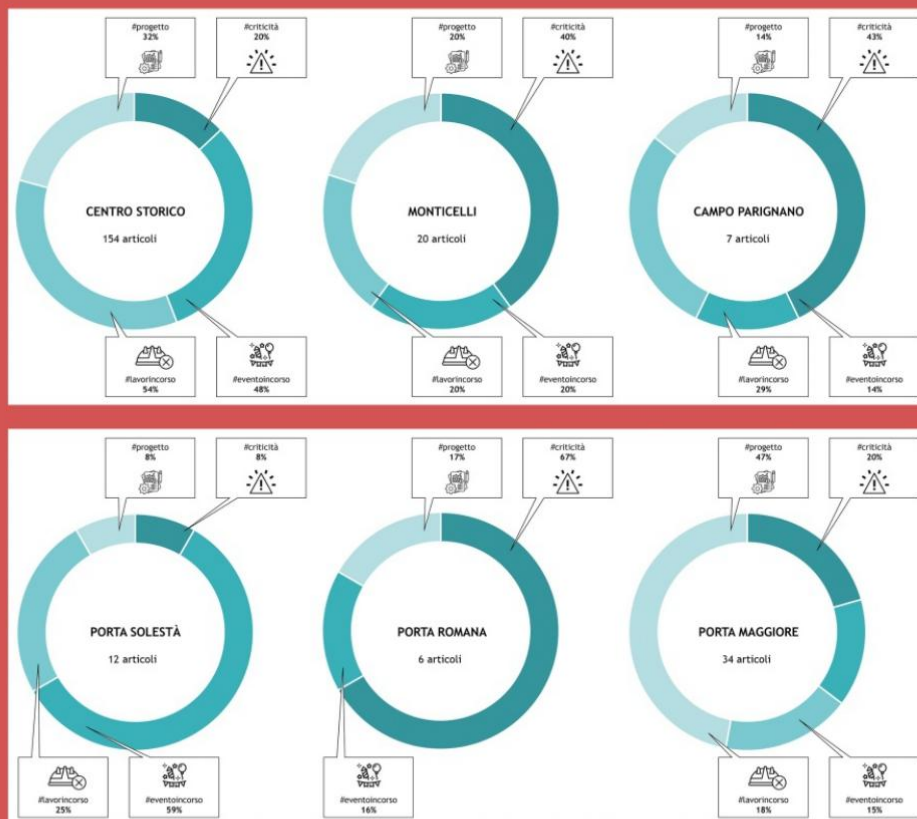 #progetto
32%
#criticità
20%
CENTRO STORICO
154 articoli
#lavorincorso
54%
#eventoincorso
48%
#progetto
20%
#criticità
40%
MONTICELLI
20 articoli
#lavorincorso
20%
#eventoincorso
20%
#progetto
14%
#criticità
43%
CAMPO PARIGNANO
7 articoli
#lavorincorso
29%
#eventoincorso
14%
#progetto
8%
#criticità
8%
PORTA SOLESTÀ
12 articoli
#lavorincorso
25%
#eventoincorso
59%
#progetto
17%
#criticità
67%
PORTA ROMANA
6 articoli
#eventoincorso
16%
#progetto
47%
#criticità
20%
PORTA MAGGIORE
34 articoli
#lavorincorso
18%
#eventoincorso
15%